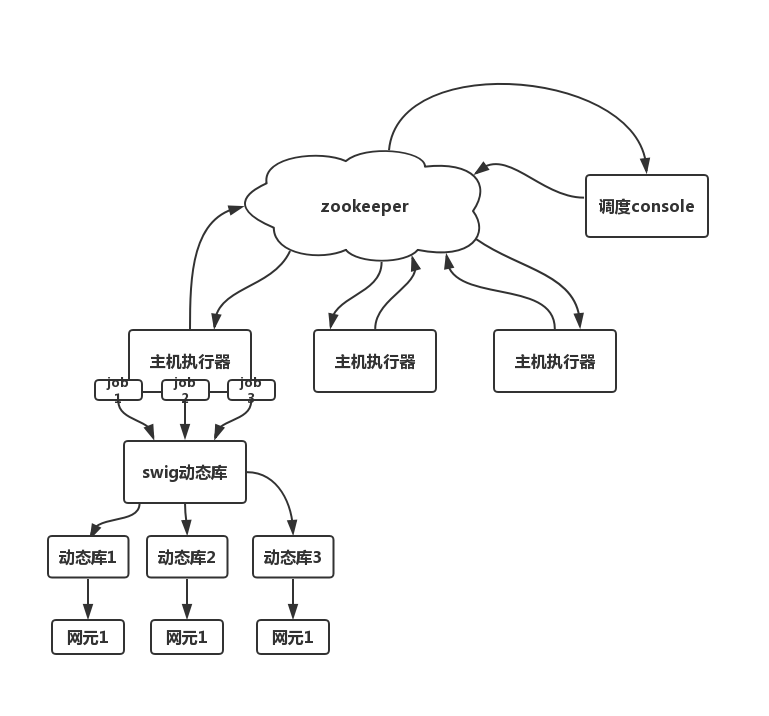 zookeeper
调度console
主机执行器
主机执行器
主机执行器
job
1
job
2
job
3
swig动态库
动态库1
动态库2
动态库3
网元1
网元1
网元1